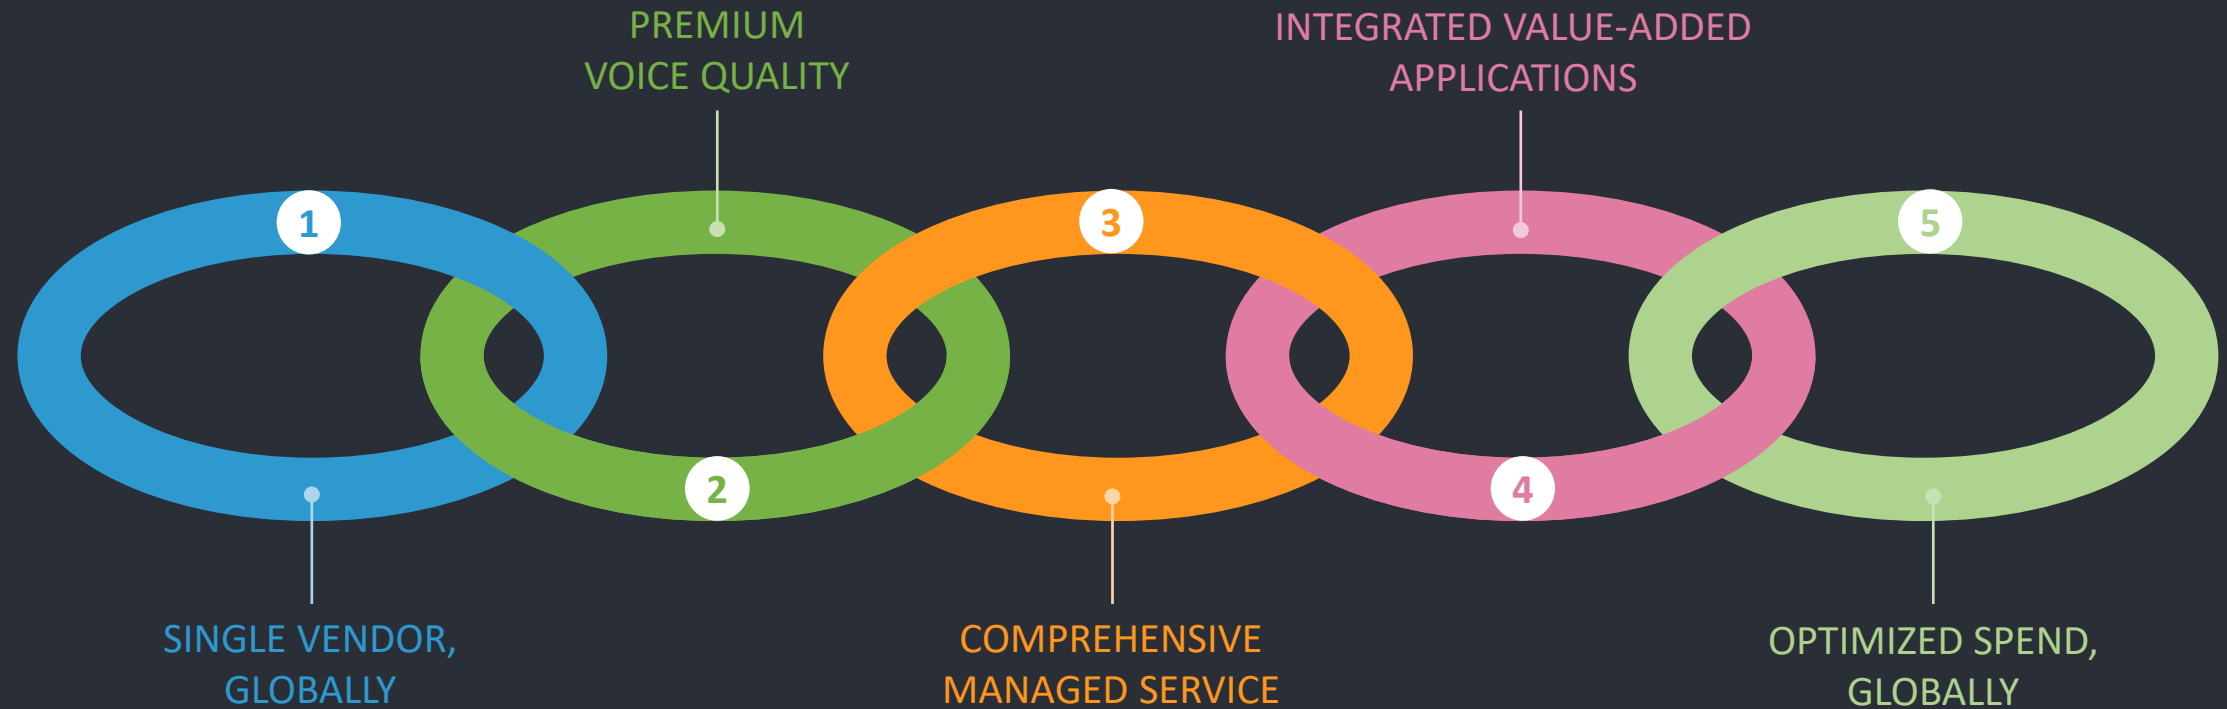 1
SINGLE VENDOR,
GLOBALLY
PREMIUM
VOICE QUALITY
2
3
COMPREHENSIVE
MANAGED SERVICE
INTEGRATED VALUE-ADDED
APPLICATIONS
4
5
OPTIMIZED SPEND,
GLOBALLY